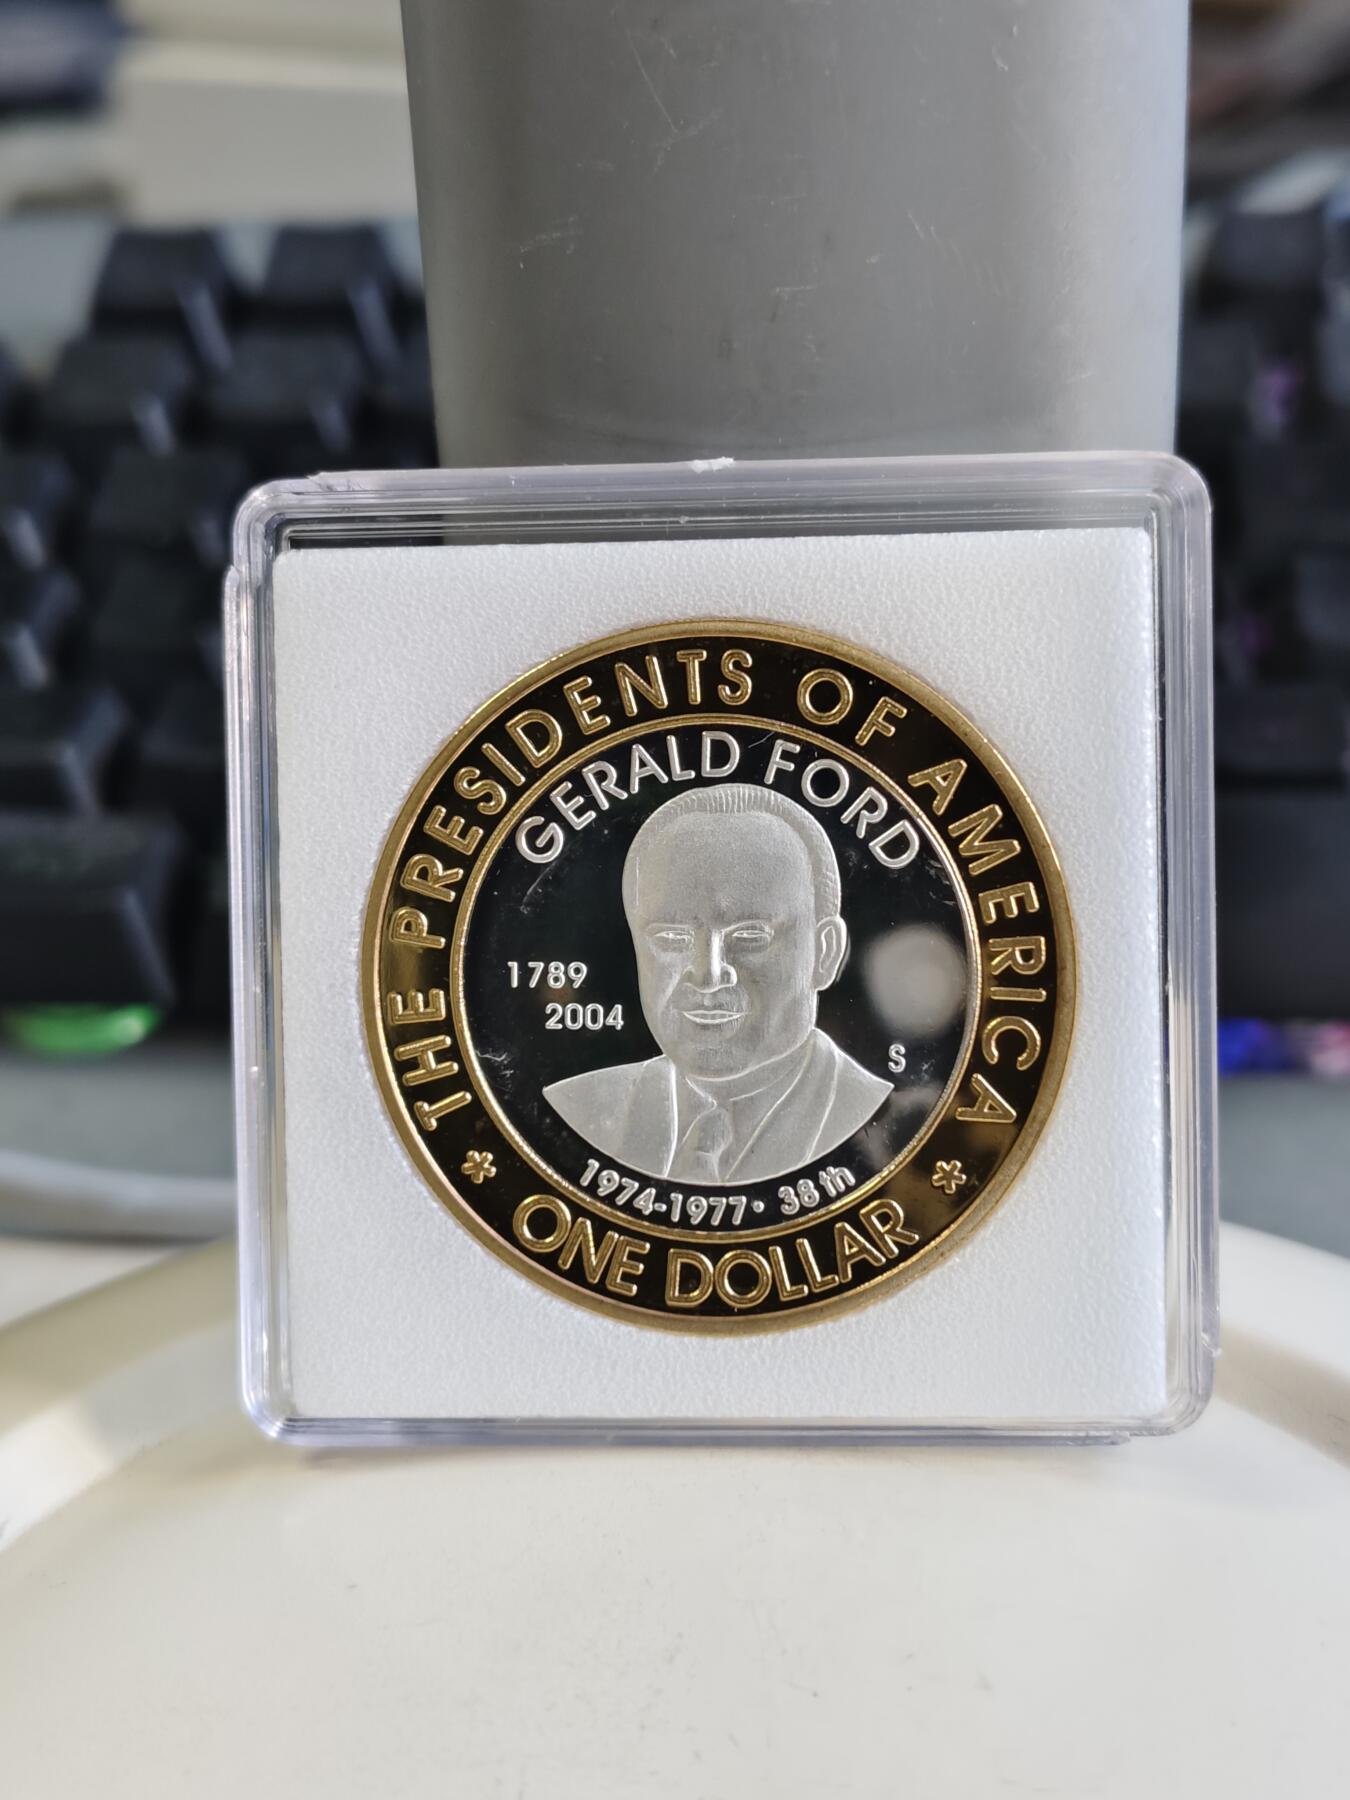 THE PRESIDENTS OF AMERICA
GERALD FORD
1789
2004
S
1974-1977• 38th
* ONE DOLLAR *